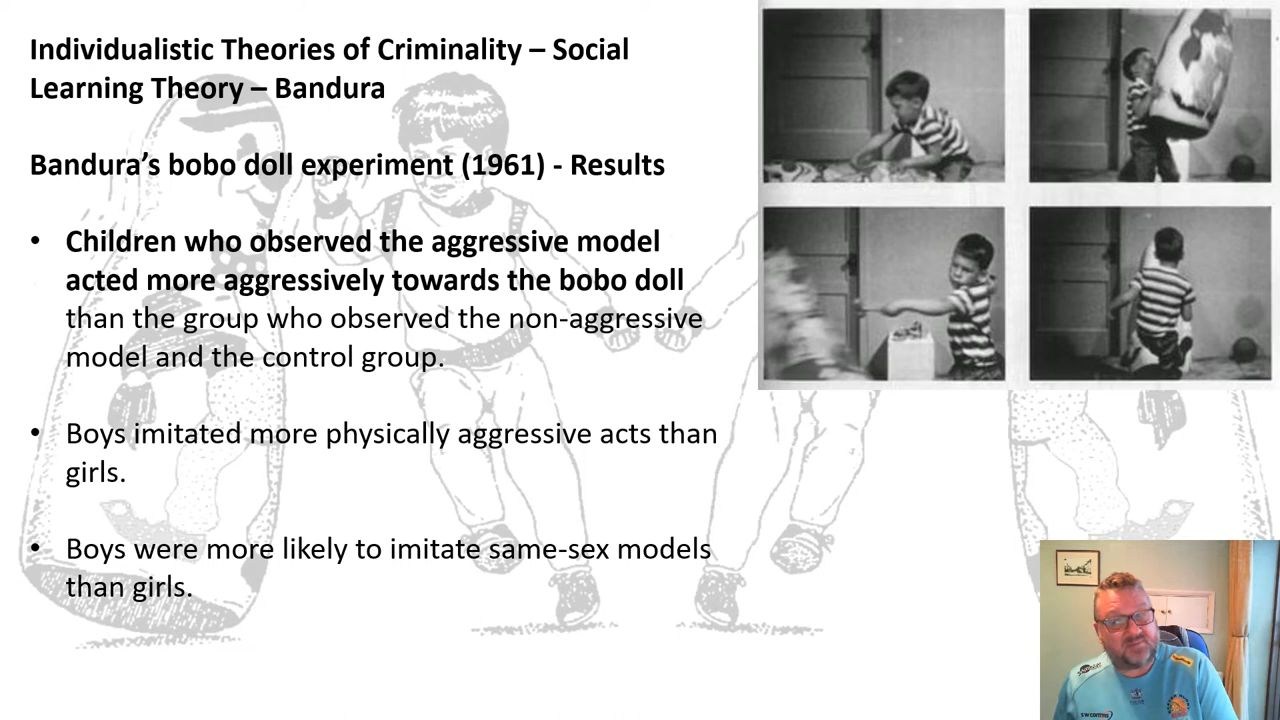 Individualistic Theories of Criminality – Social
Learning Theory – Bandura
Bandura’s bobo doll experiment (1961) - Results
• Children who observed the aggressive model
acted more aggressively towards the bobo doll
than the group who observed the non-aggressive
model and the control group.
• Boys imitated more physically aggressive acts than
girls.
• Boys were more likely to imitate same-sex models
than girls.
swcomms